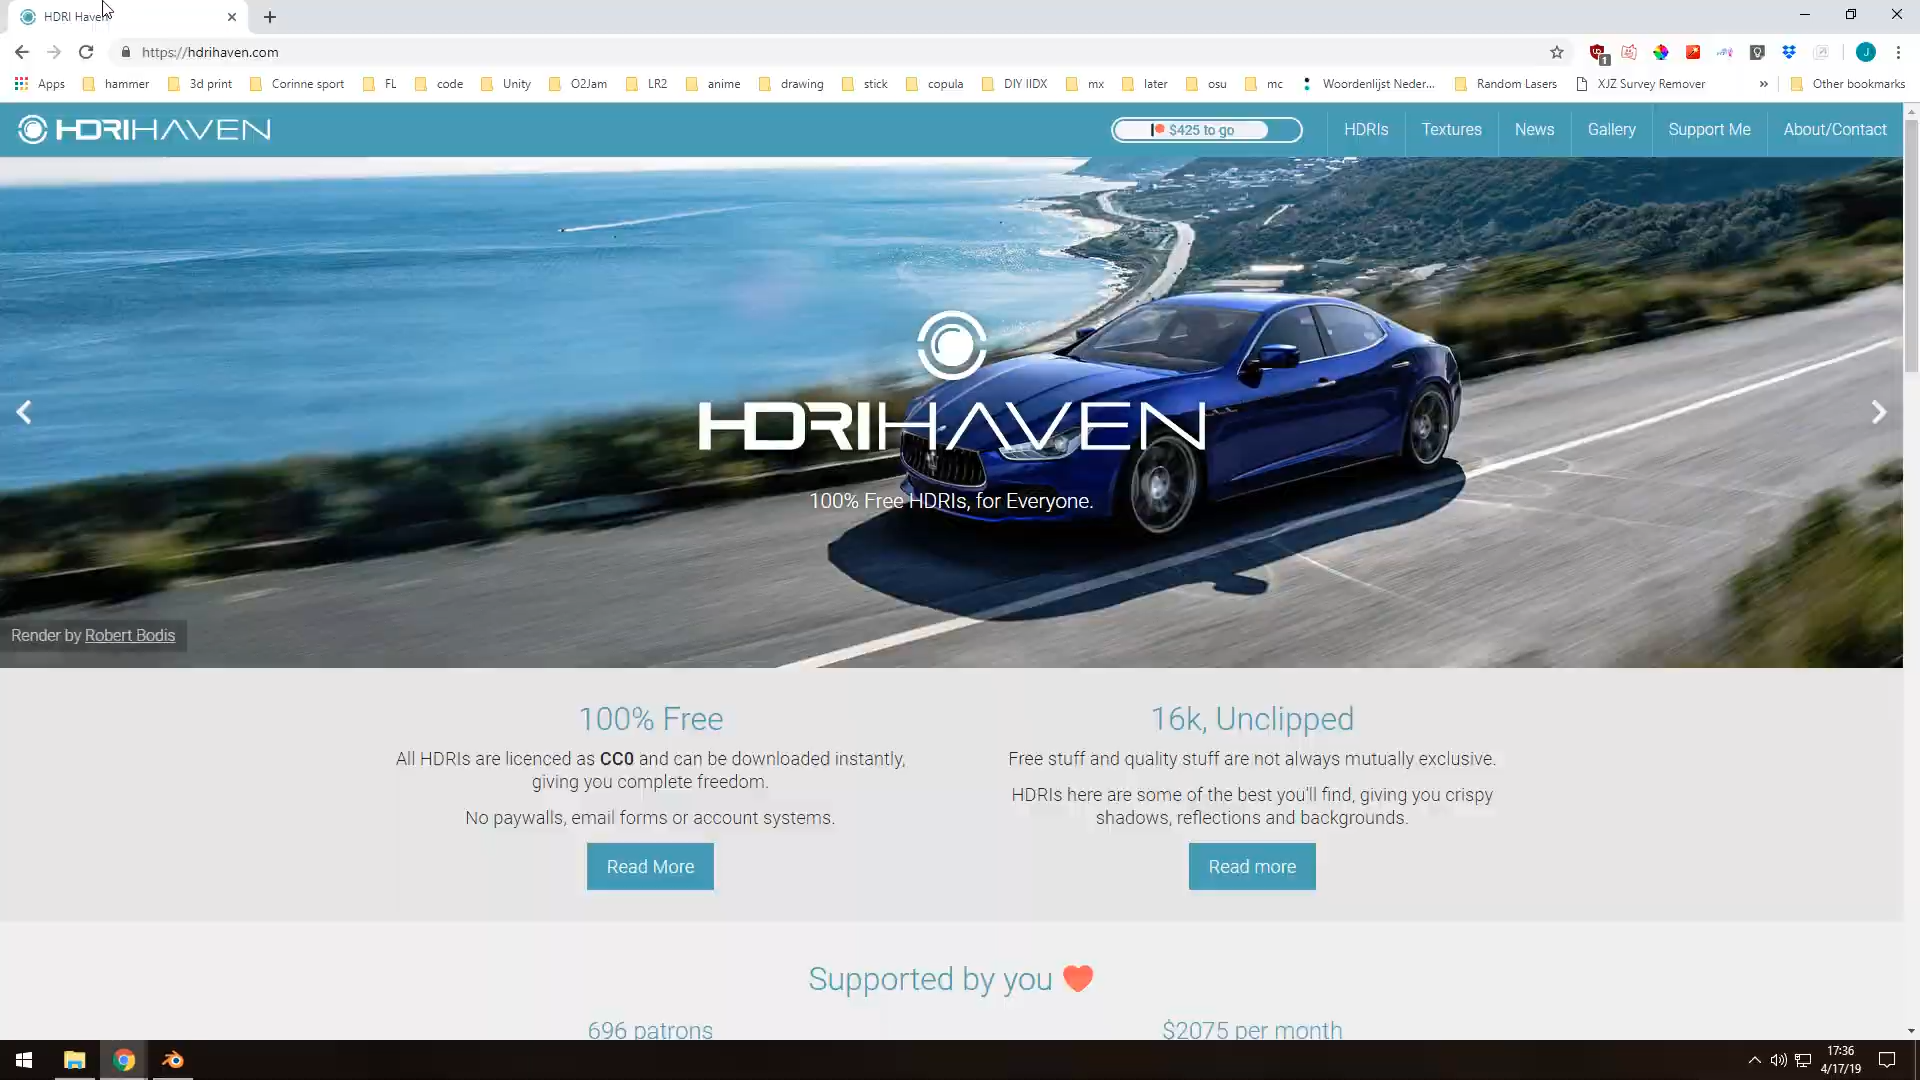 HDRI Haven
https://hdrihaven.com
1
J
Apps hammer 3d print Corinne sport FL code Unity O2Jam LR2 anime drawing stick copula DIY IIDX mx later osu mc Woordenlijst Neder... Random Lasers XJZ Survey Remover » Other bookmarks
HDRIHAVEN
$425 to go
HDRIs Textures News Gallery Support Me About/Contact
HDRIHAVEN
100% Free HDRIs, for Everyone.
Render by Robert Bodis
100% Free
All HDRIs are licenced as CC0 and can be downloaded instantly,
giving you complete freedom.
No paywalls, email forms or account systems.
Read More
16k, Unclipped
Free stuff and quality stuff are not always mutually exclusive.
HDRIs here are some of the best you'll find, giving you crispy
shadows, reflections and backgrounds.
Read more
Supported by you
696 patrons
$2075 per month
17:36
4/17/19